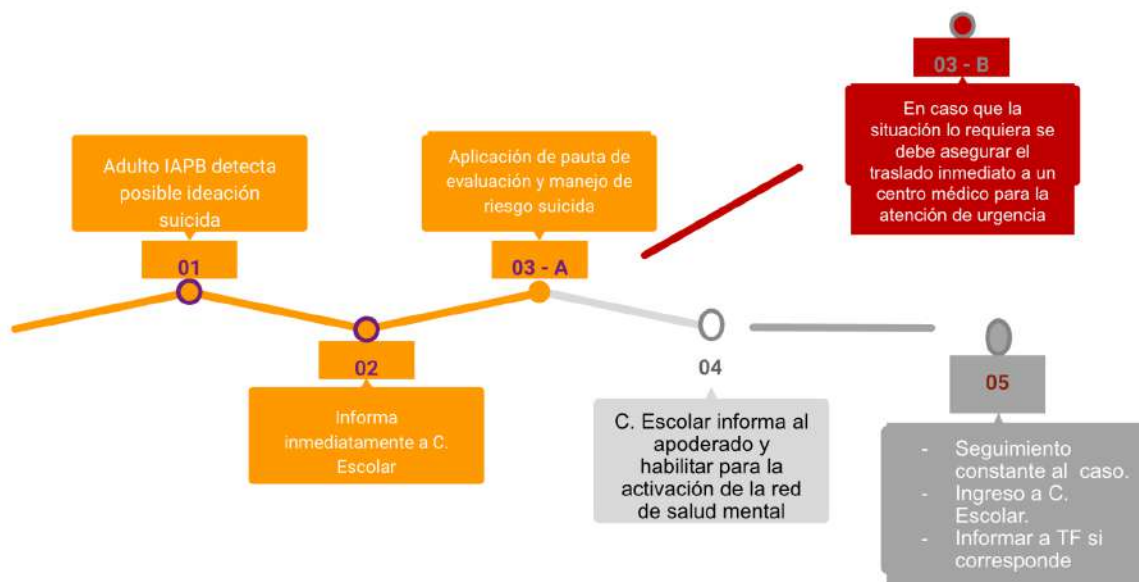 01
Adulto IAPB detecta
posible ideación
suicida
02
Informa
inmediatamente a C.
Escolar
03 - A
Aplicación de pauta de
evaluación y manejo de
riesgo suicida
03 - B
En caso que la
situación lo requiera se
debe asegurar el
traslado inmediato a un
centro médico para la
atención de urgencia
04
C. Escolar informa al
apoderado y
habilitar para la
activación de la red
de salud mental
05
- Seguimiento
constante al caso.
- Ingreso a C.
Escolar.
- Informar a TF si
corresponde